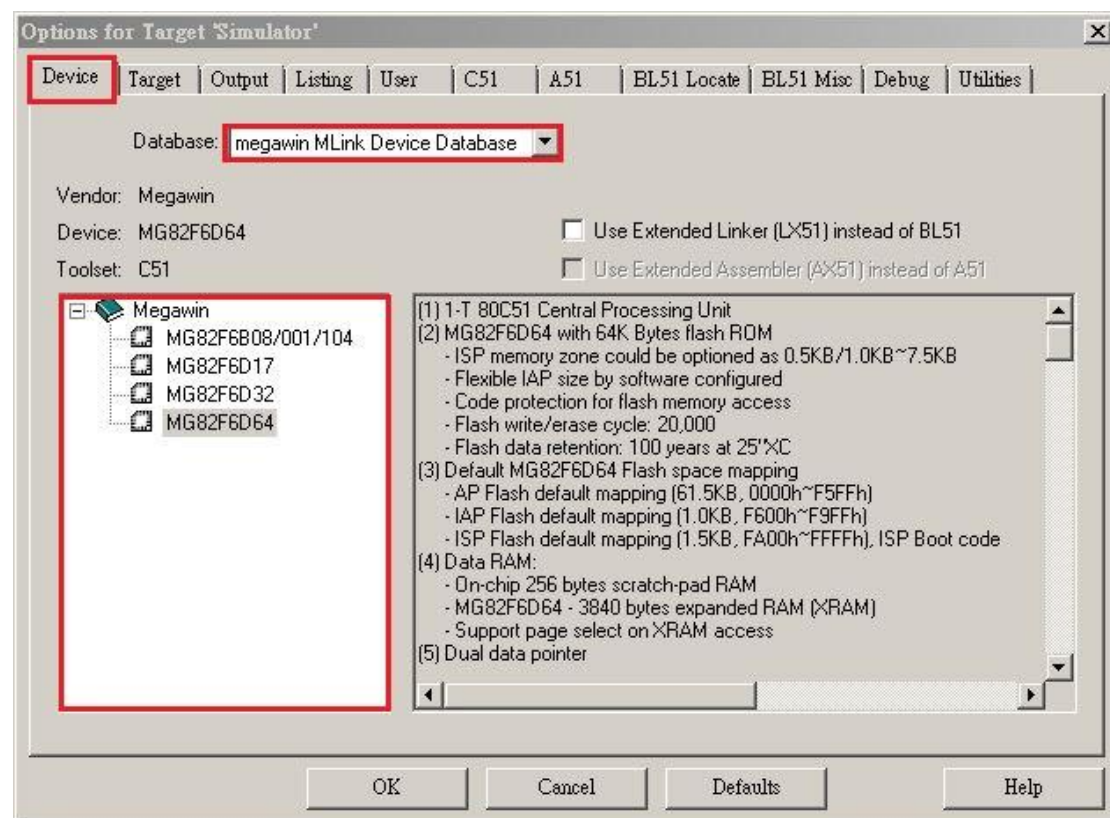 Options for Target 'Simulator'
Device Target Output Listing User C51 A51 BL51 Locate BL51 Misc Debug Utilities
Database: megawin MLink Device Database
Vendor: Megawin
Device: MG82F6D64
Use Extended Linker (LX51) instead of BL51
Toolset: C51
Use Extended Assembler (AX51) instead of A51
Megawin
MG82F6B08/001/104
MG82F6D17
MG82F6D32
MG82F6D64
(1) 1-T 80C51 Central Processing Unit
(2) MG82F6D64 with 64K Bytes flash ROM
- ISP memory zone could be optioned as 0.5KB/1.0KB~7.5KB
- Flexible IAP size by software configured
- Code protection for flash memory access
- Flash write/erase cycle: 20,000
- Flash data retention: 100 years at 25"XC
(3) Default MG82F6D64 Flash space mapping
- AP Flash default mapping (61.5KB, 0000h~F5FFh)
- IAP Flash default mapping (1.0KB, F600h~F9FFh)
- ISP Flash default mapping (1.5KB, FA00h~FFFFh), ISP Boot code
(4) Data RAM:
- On-chip 256 bytes scratch-pad RAM
- MG82F6D64 - 3840 bytes expanded RAM (XRAM)
- Support page select on XRAM access
(5) Dual data pointer
OK Cancel Defaults Help